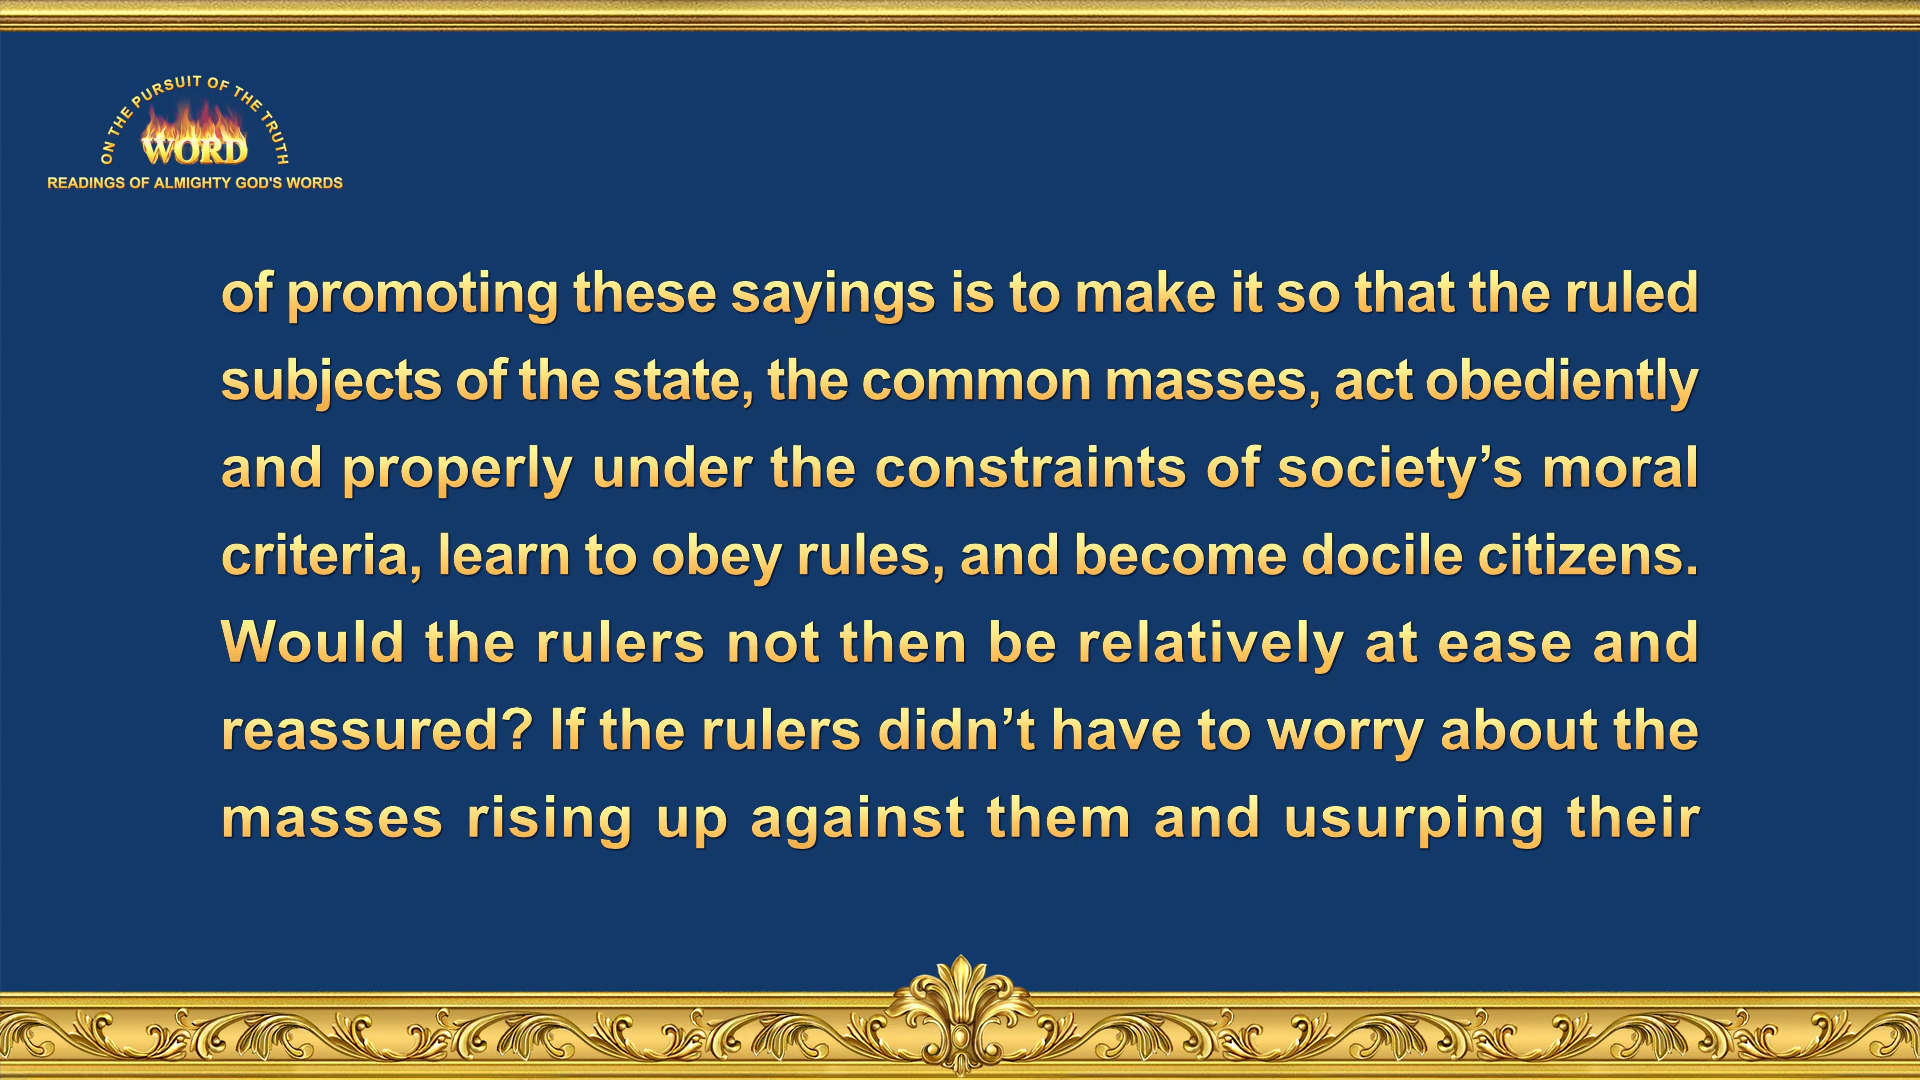 ON THE PURSUIT OF THE TRUTH
WORD
READINGS OF ALMIGHTY GOD'S WORDS
of promoting these sayings is to make it so that the ruled
subjects of the state, the common masses, act obediently
and properly under the constraints of society’s moral
criteria, learn to obey rules, and become docile citizens.
Would the rulers not then be relatively at ease and
reassured? If the rulers didn’t have to worry about the
masses rising up against them and usurping their